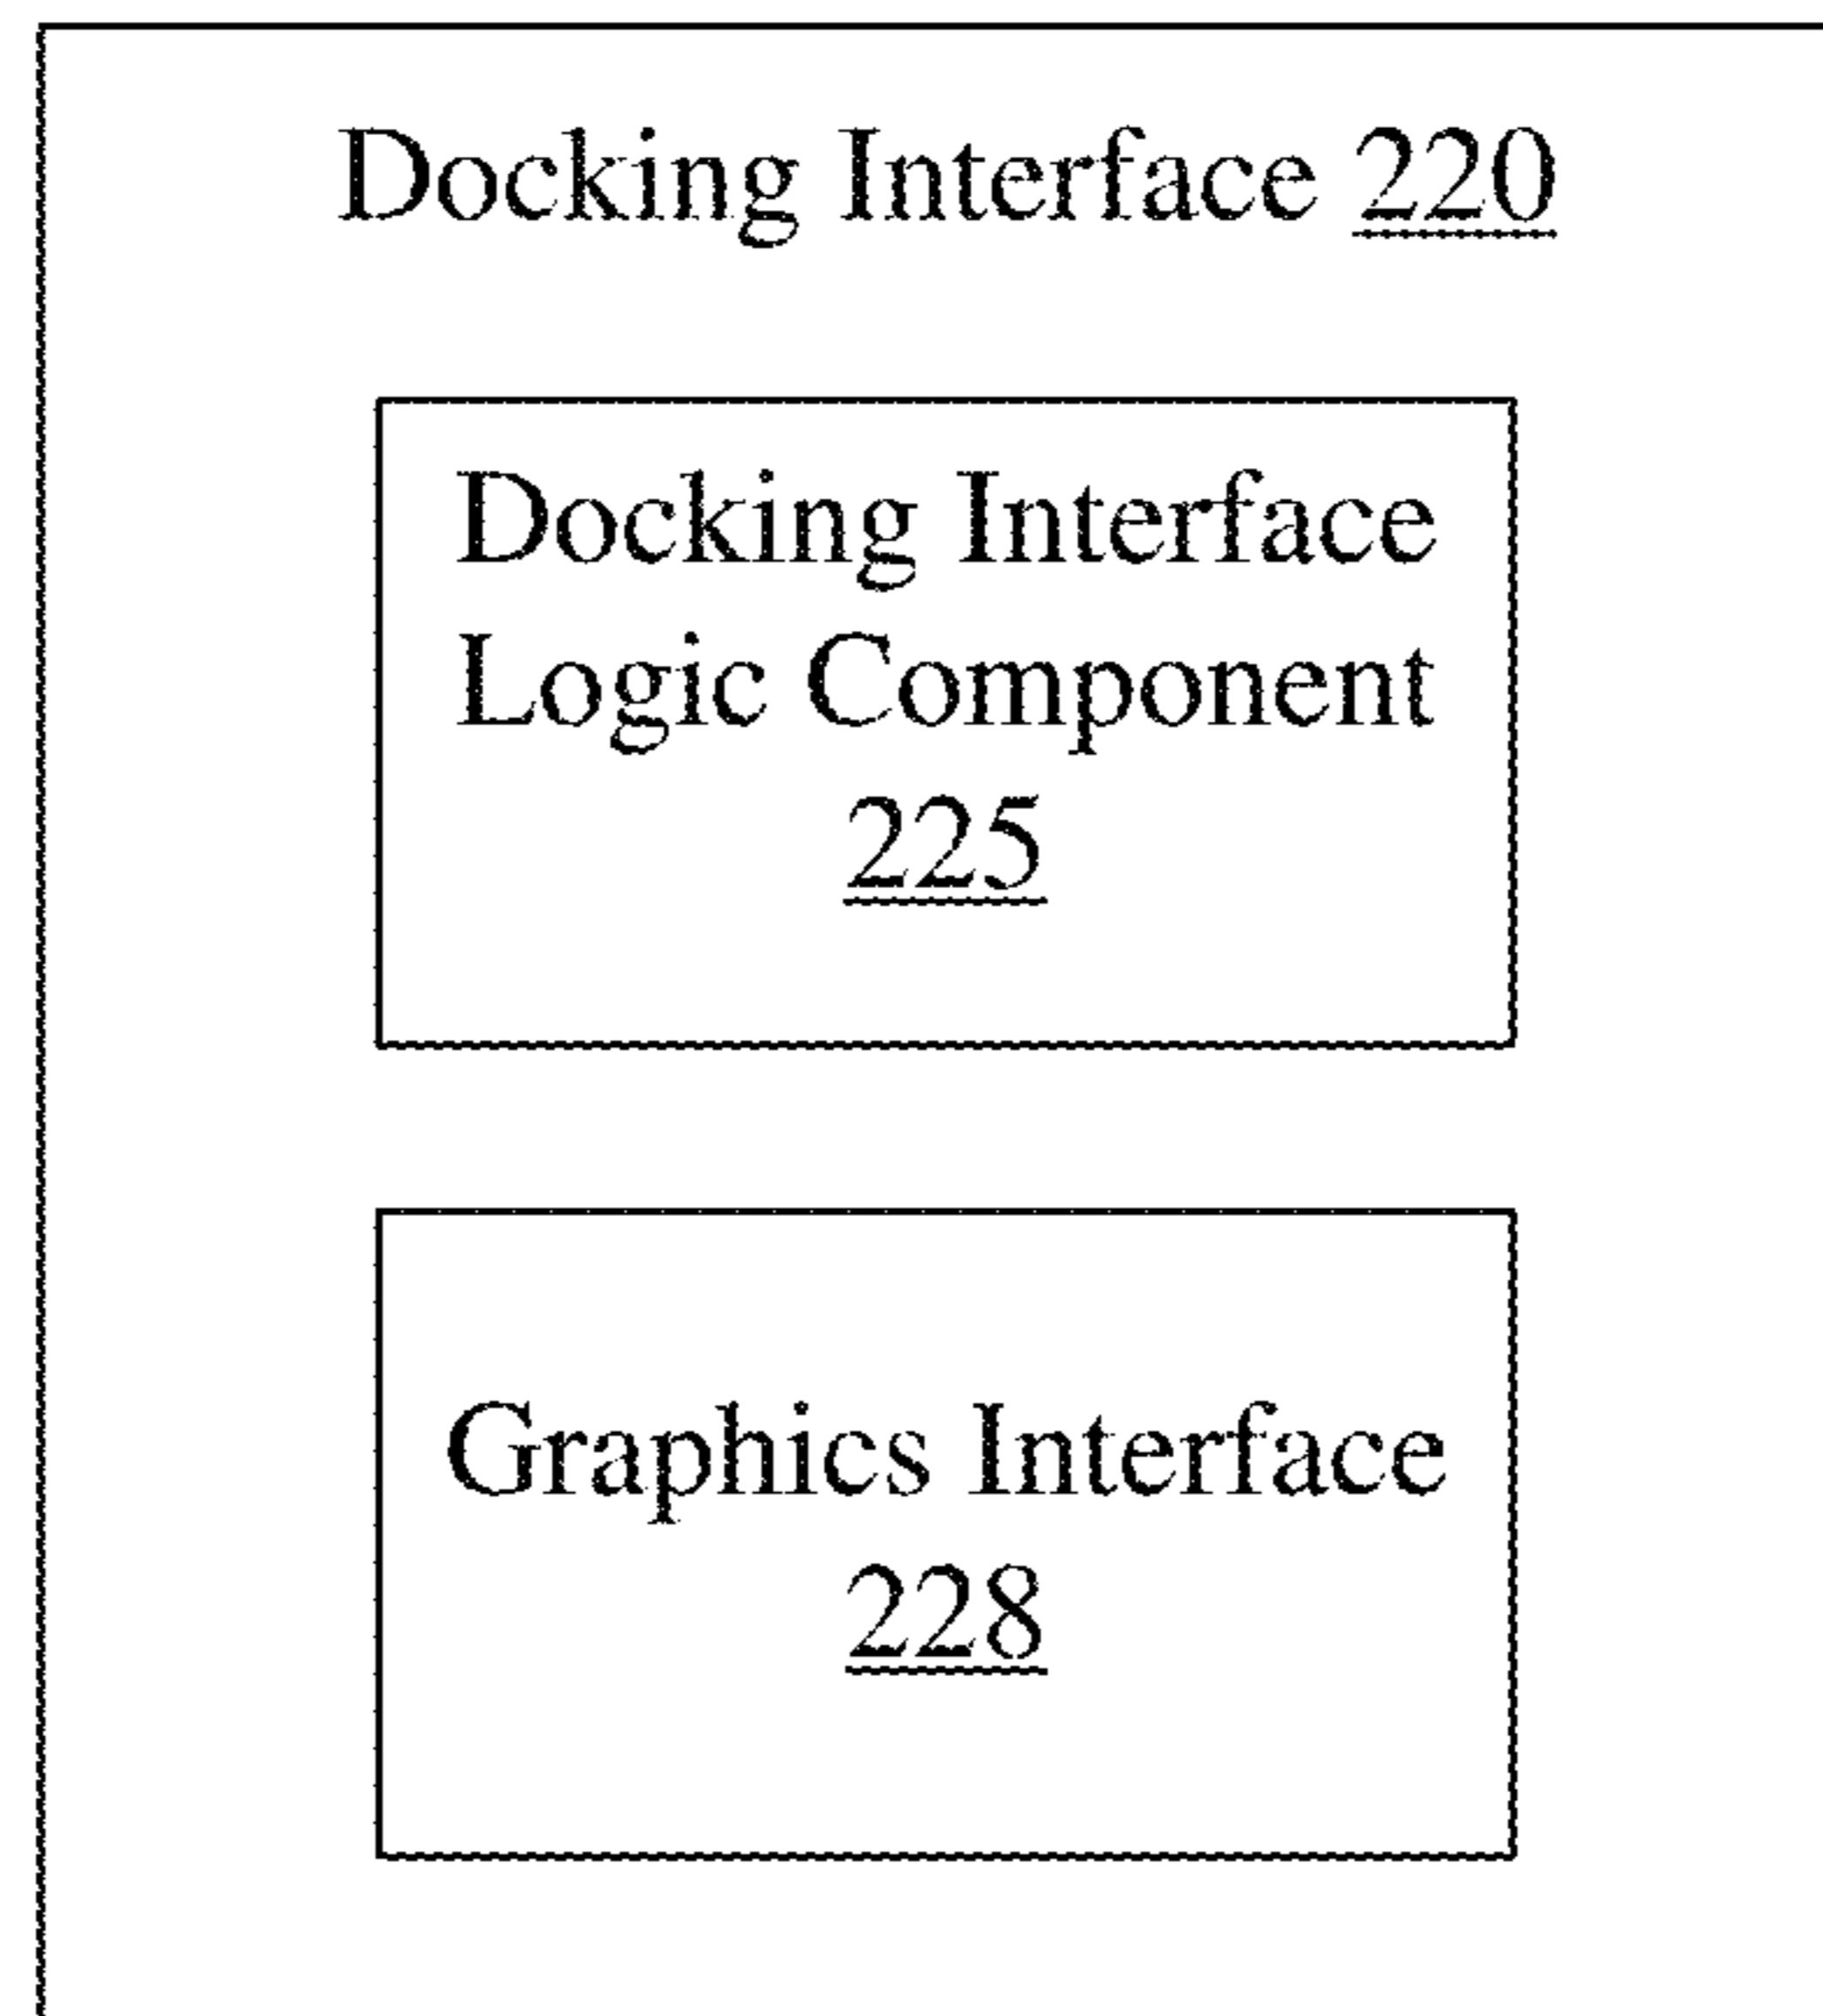 Docking Interface 220
Docking Interface
Logic Component
225
Graphics Interface
228